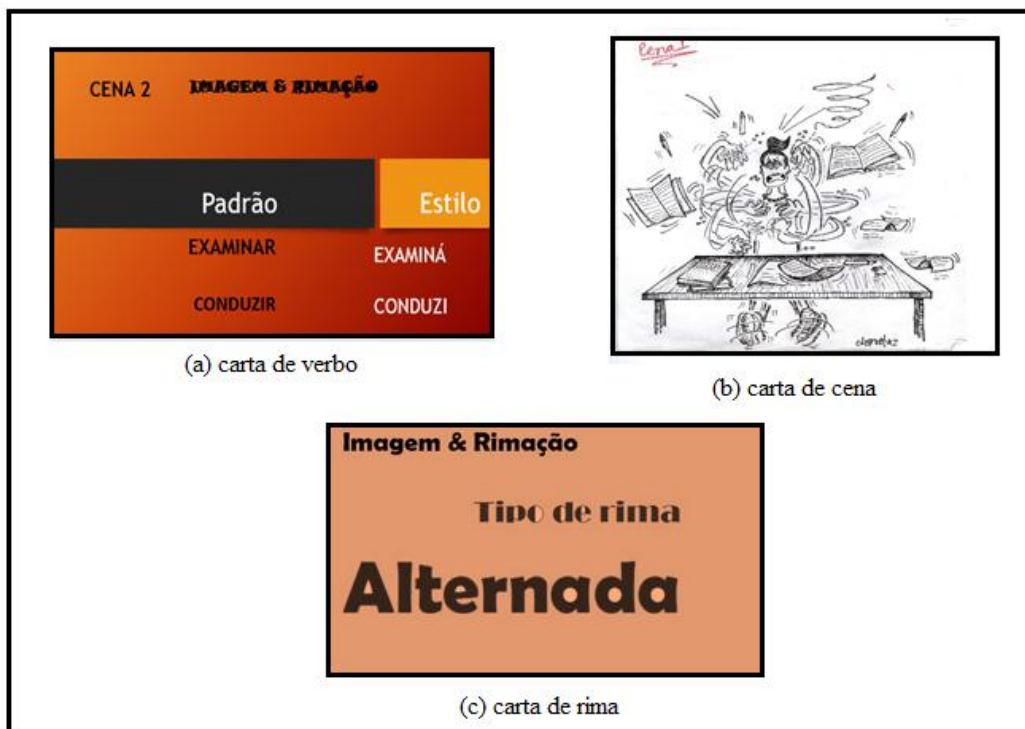 CENA 2 IMAGEM & RIMAÇÃO
Padrão Estilo
EXAMINAR EXAMINÁ
CONDUZIR CONDUZI
(a) carta de verbo
Cena 1
(b) carta de cena
Imagem & Rimação
Tipo de rima
Alternada
(c) carta de rima